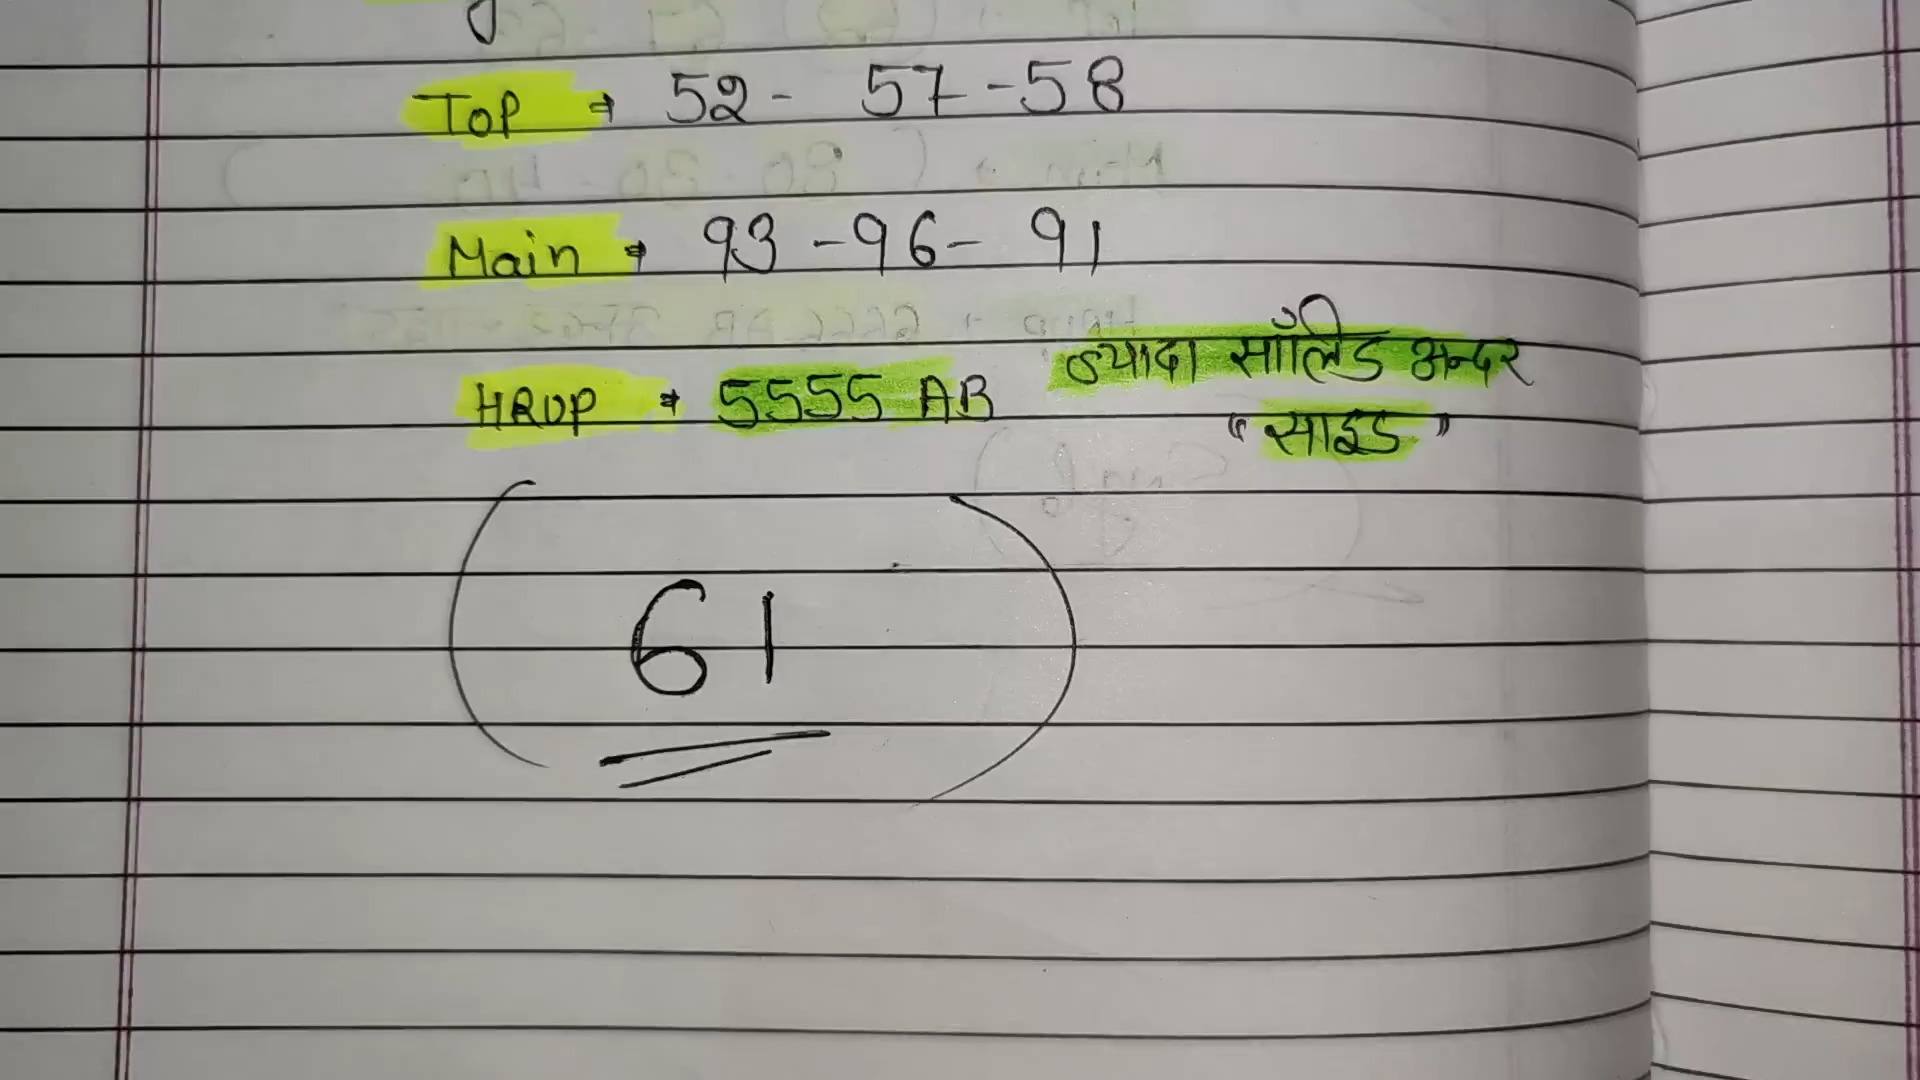 TOP → 52 - 57 - 58
Main → 93 - 96 - 91
HRUP → 5555 AB ज्यादा सॉलिड अन्दर
"साइड"
61